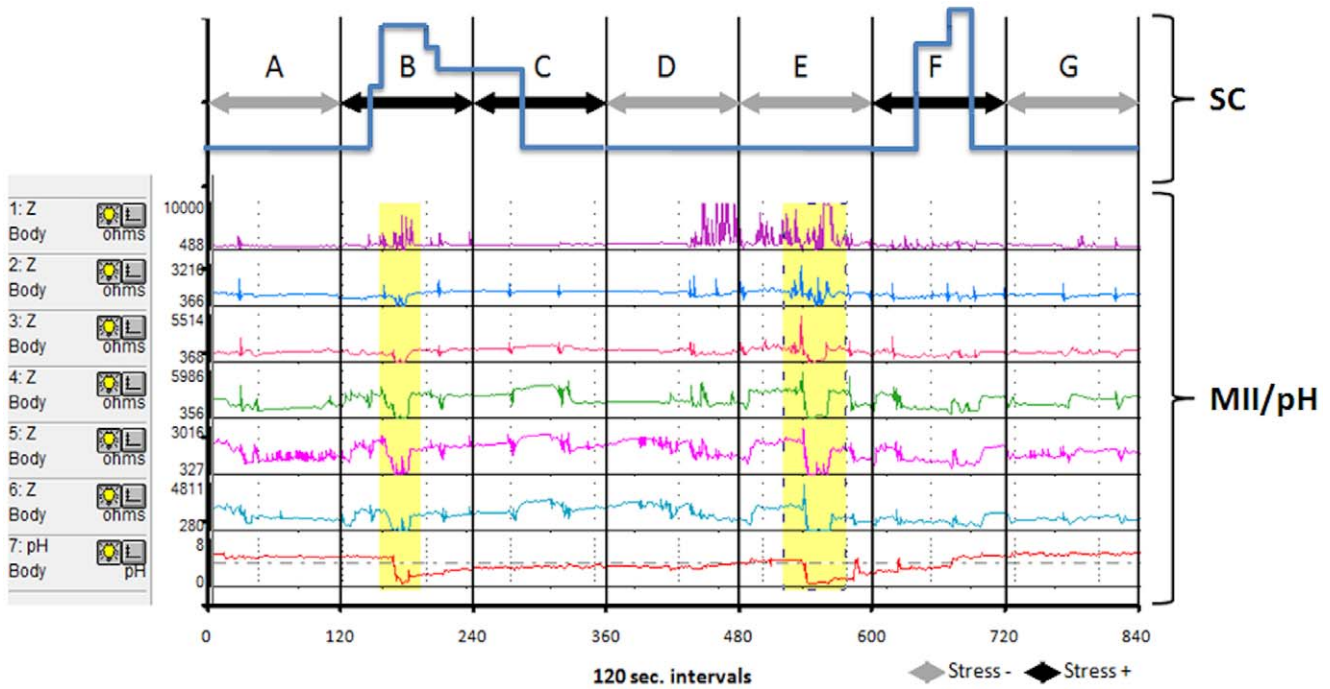 A B C D E F G
SC
1: Z
Body ohms
10000
488
2: Z
Body ohms
3216
366
3: Z
Body ohms
5514
368
4: Z
Body ohms
5986
356
5: Z
Body ohms
3016
327
6: Z
Body ohms
4811
280
7: pH
Body pH
8
0
MII/pH
0 120 240 360 480 600 720 840
120 sec. intervals
Stress - Stress +